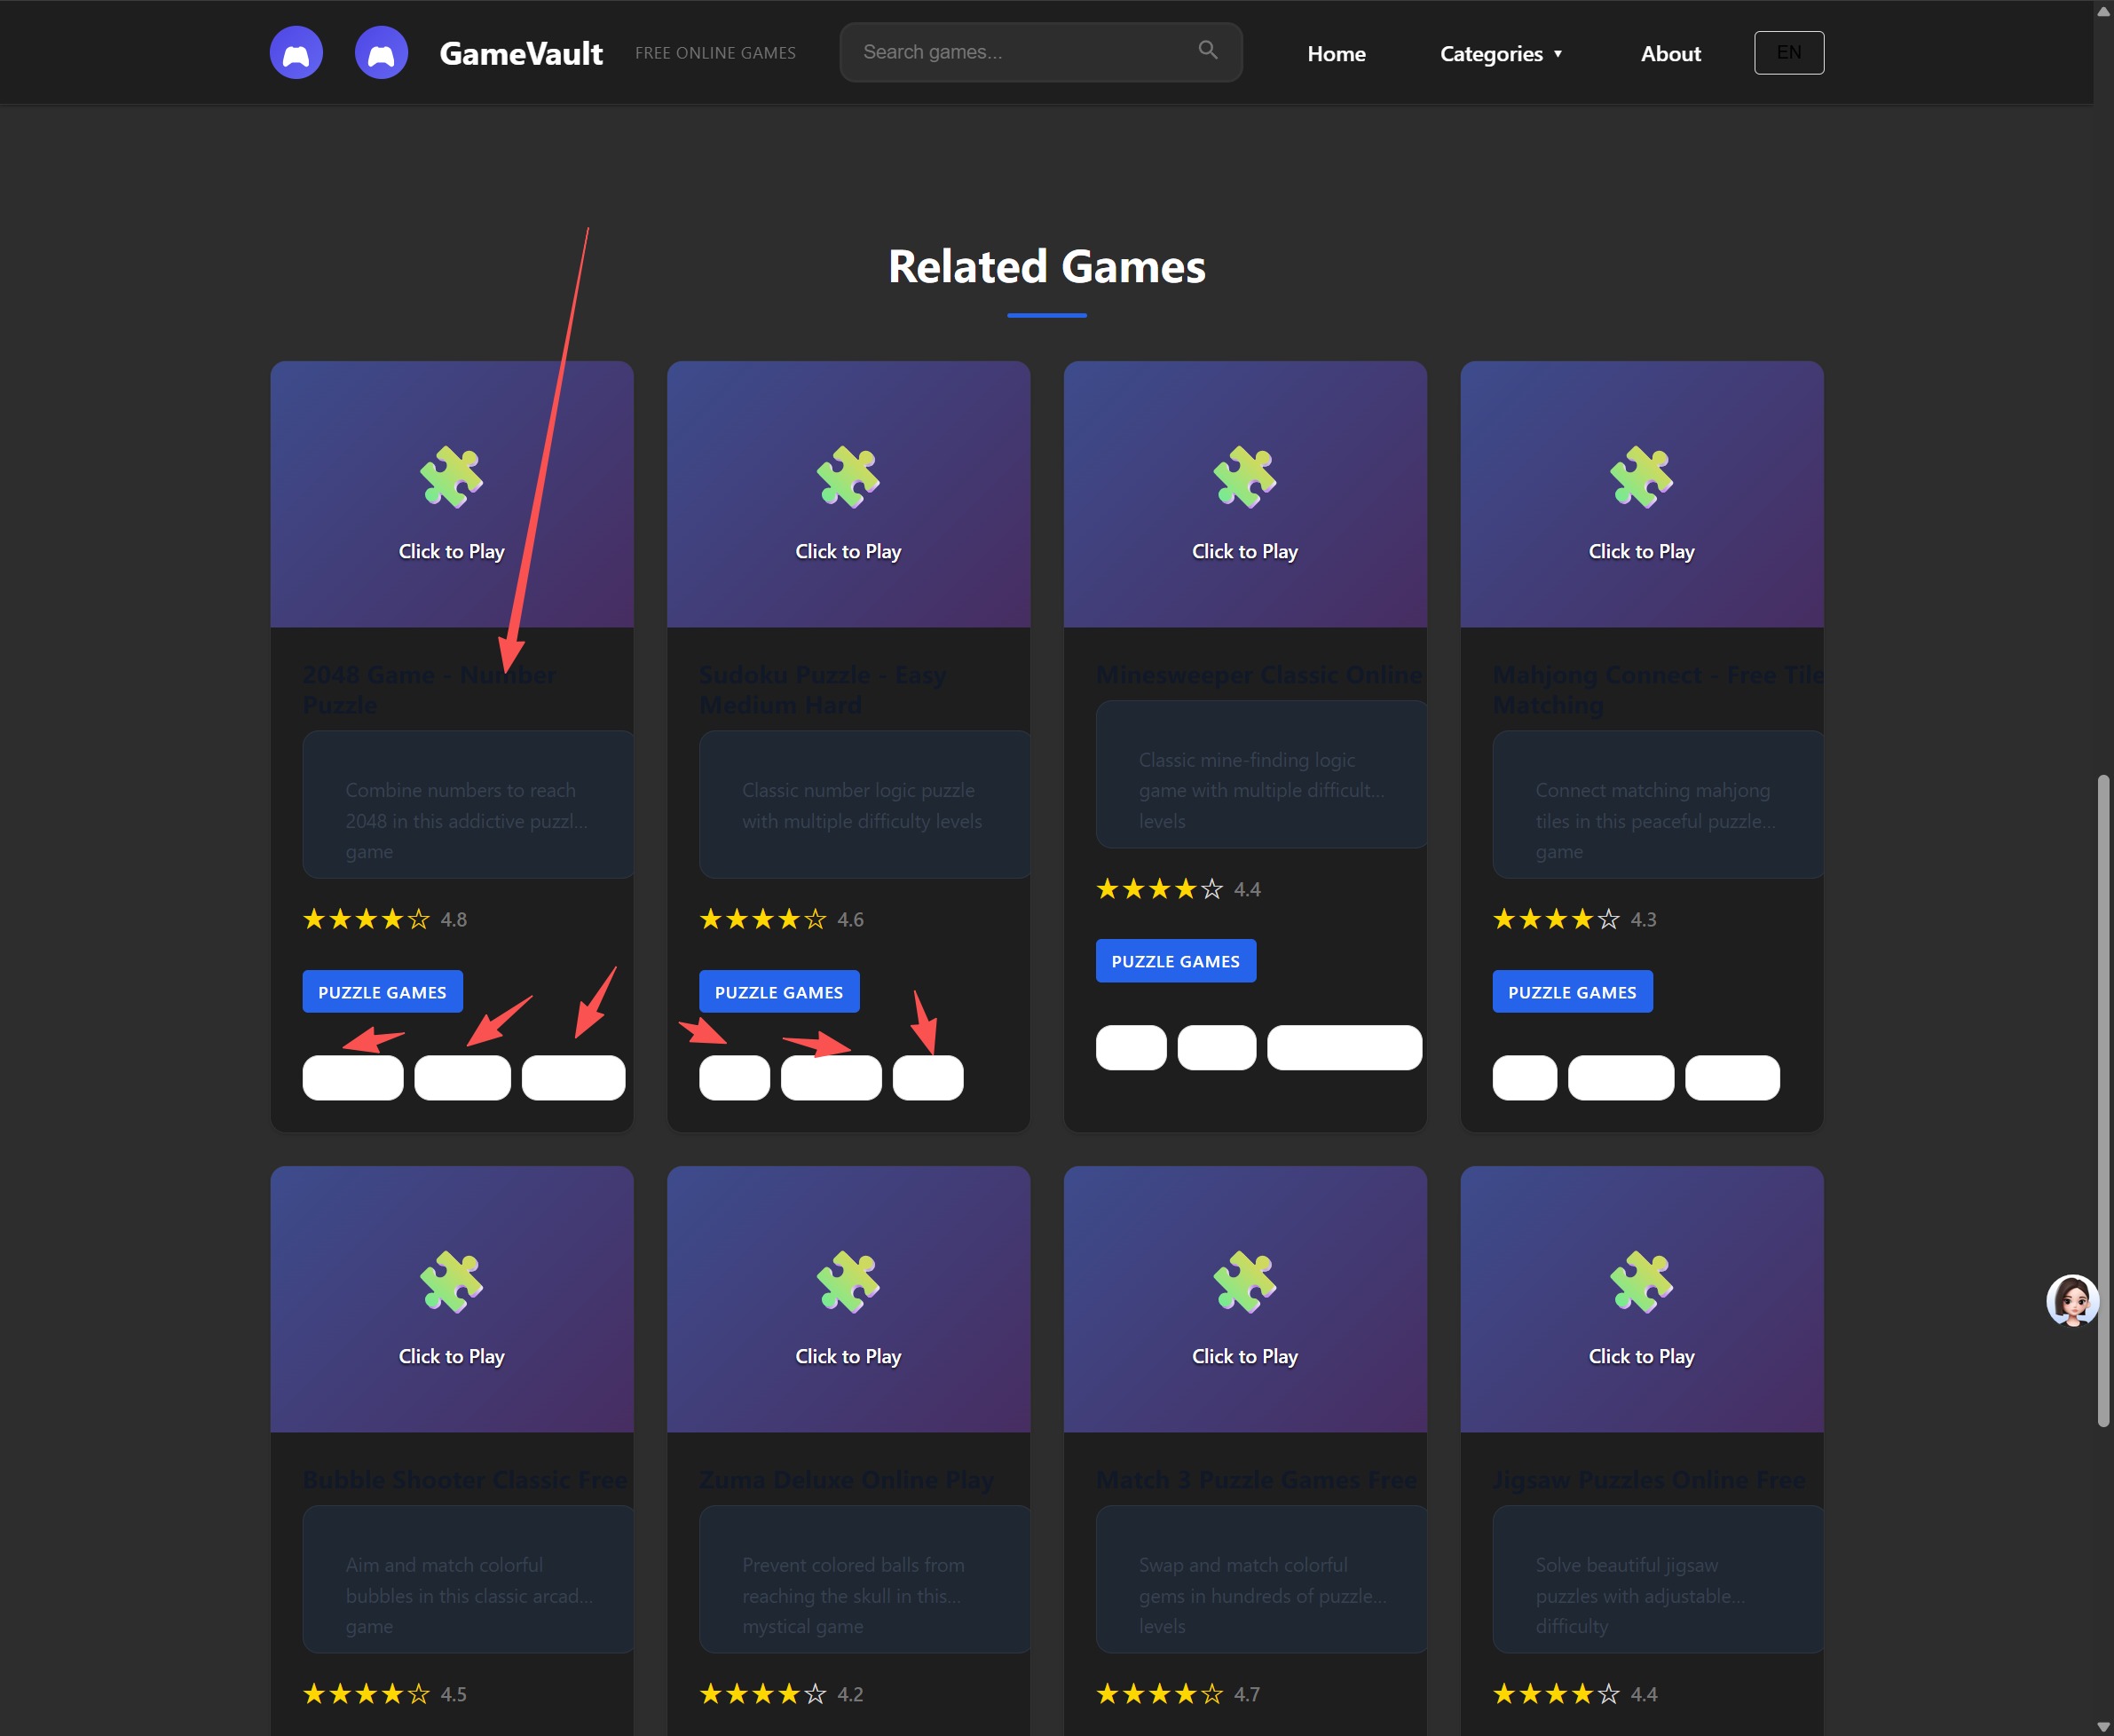 GameVault
FREE ONLINE GAMES
Search games...
Home
Categories ▼
About
EN
Related Games
Click to Play
Click to Play
Click to Play
Click to Play
2048 Game - Number
Puzzle
Combine numbers to reach
2048 in this addictive puzzl...
game
★★★★☆ 4.8
PUZZLE GAMES
Sudoku Puzzle - Easy
Medium Hard
Classic number logic puzzle
with multiple difficulty levels
★★★★☆ 4.6
PUZZLE GAMES
Minesweeper Classic Online
Classic mine-finding logic
game with multiple difficult...
levels
★★★★☆ 4.4
PUZZLE GAMES
Mahjong Connect - Free Tile
Matching
Connect matching mahjong
tiles in this peaceful puzzle...
game
★★★★☆ 4.3
PUZZLE GAMES
Click to Play
Click to Play
Click to Play
Click to Play
Bubble Shooter Classic Free
Aim and match colorful
bubbles in this classic arcad...
game
★★★★☆ 4.5
Zuma Deluxe Online Play
Prevent colored balls from
reaching the skull in this...
mystical game
★★★★☆ 4.2
Match 3 Puzzle Games Free
Swap and match colorful
gems in hundreds of puzzle...
levels
★★★★☆ 4.7
Jigsaw Puzzles Online Free
Solve beautiful jigsaw
puzzles with adjustable...
difficulty
★★★★☆ 4.4